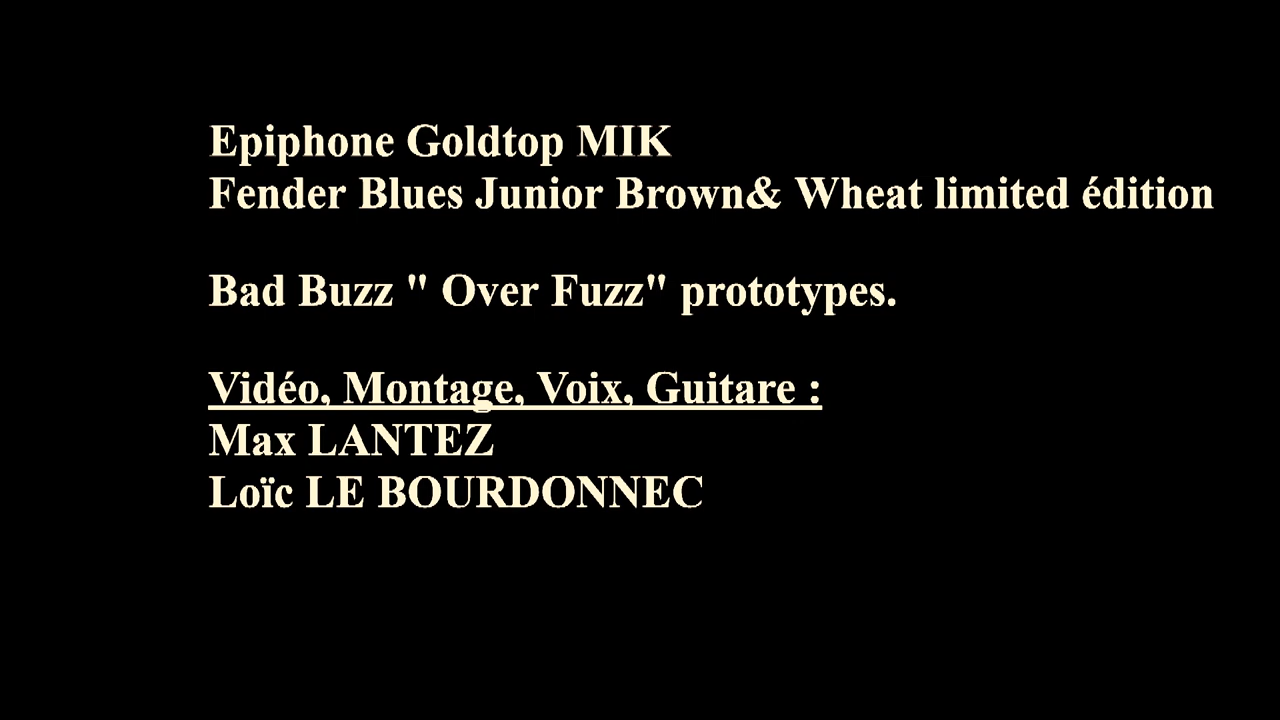 Epiphone Goldtop MIK
Fender Blues Junior Brown& Wheat limited édition
Bad Buzz " Over Fuzz" prototypes.
Vidéo, Montage, Voix, Guitare :
Max LANTEZ
Loïc LE BOURDONNEC